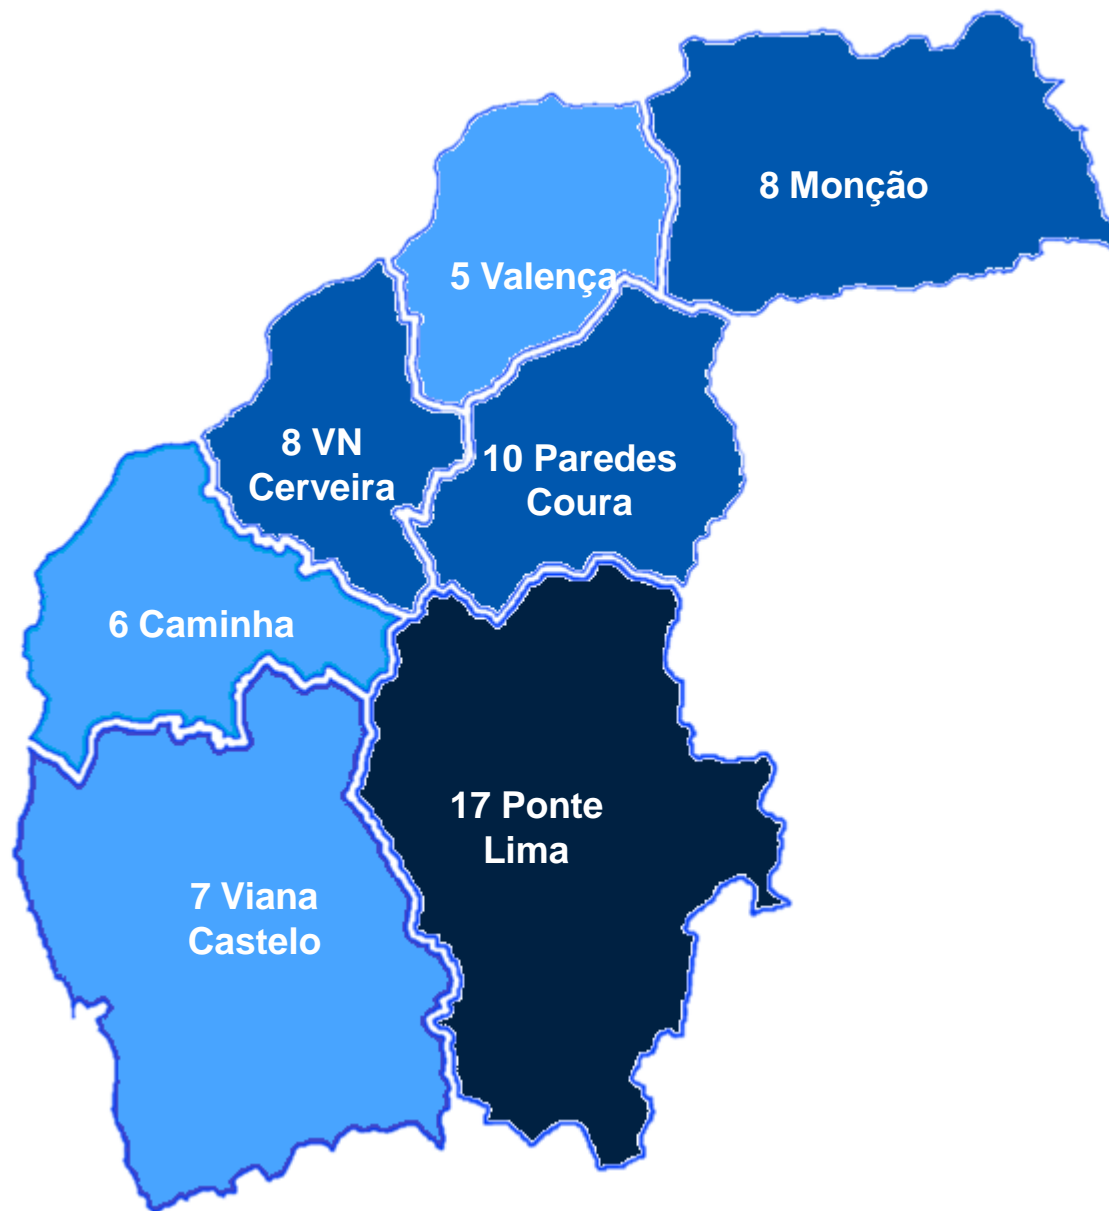 8 Monção
5 Valença
8 VN
Cerveira
10 Paredes
Coura
6 Caminha
17 Ponte
Lima
7 Viana
Castelo